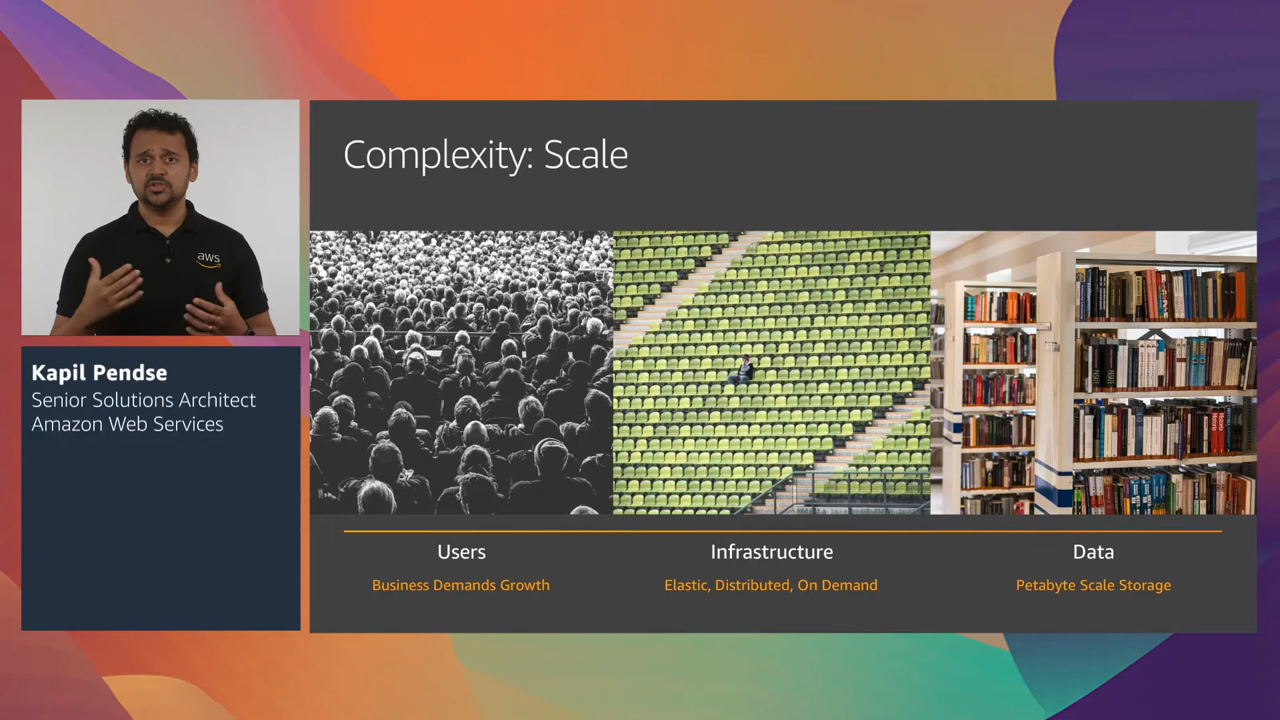 Complexity: Scale
aws
Kapil Pendse
Senior Solutions Architect
Amazon Web Services
Users
Infrastructure
Data
Business Demands Growth
Elastic, Distributed, On Demand
Petabyte Scale Storage